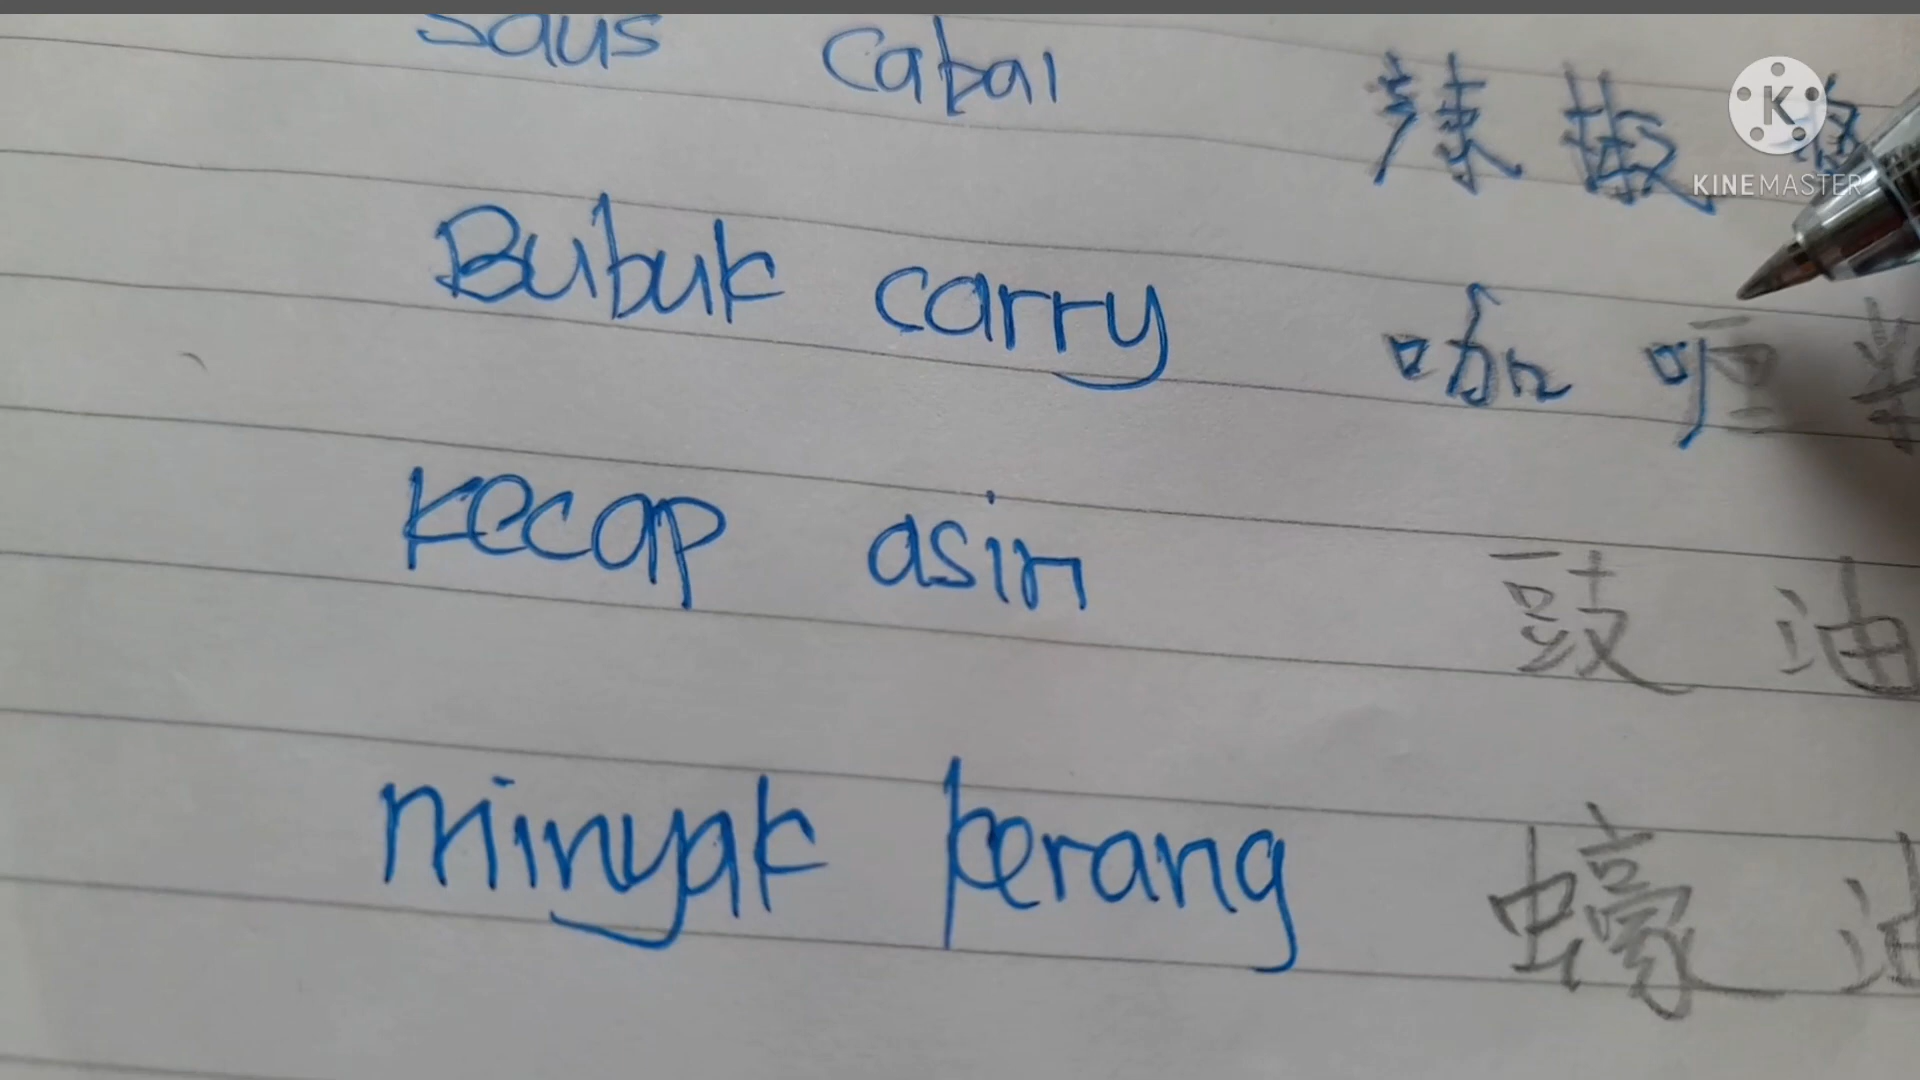 Saus cabai 辣椒
KINEMASTER
Bubuk carry 咖喱
Kecap asin 豉油
minyak kerang 蠔油